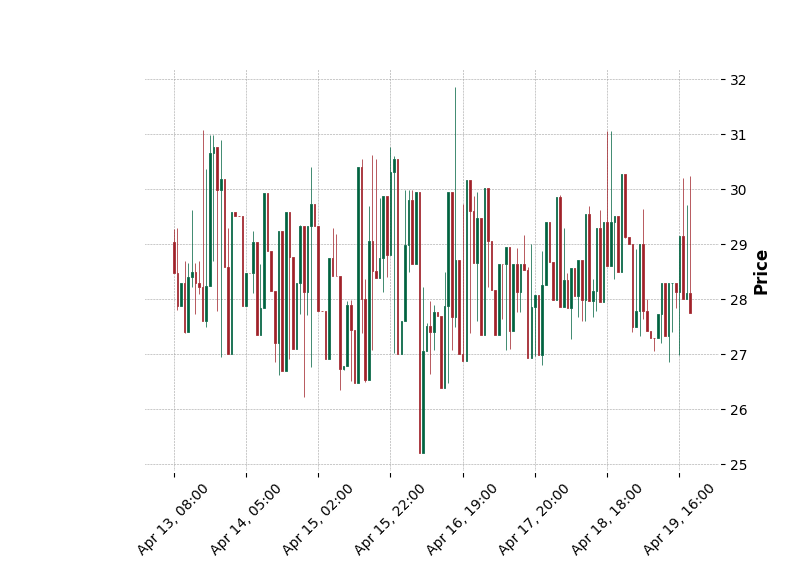 32
31
30
29
28
27
26
25
Price
Apr 13, 08:00
Apr 14, 05:00
Apr 15, 02:00
Apr 15, 22:00
Apr 16, 19:00
Apr 17, 20:00
Apr 18, 18:00
Apr 19, 16:00